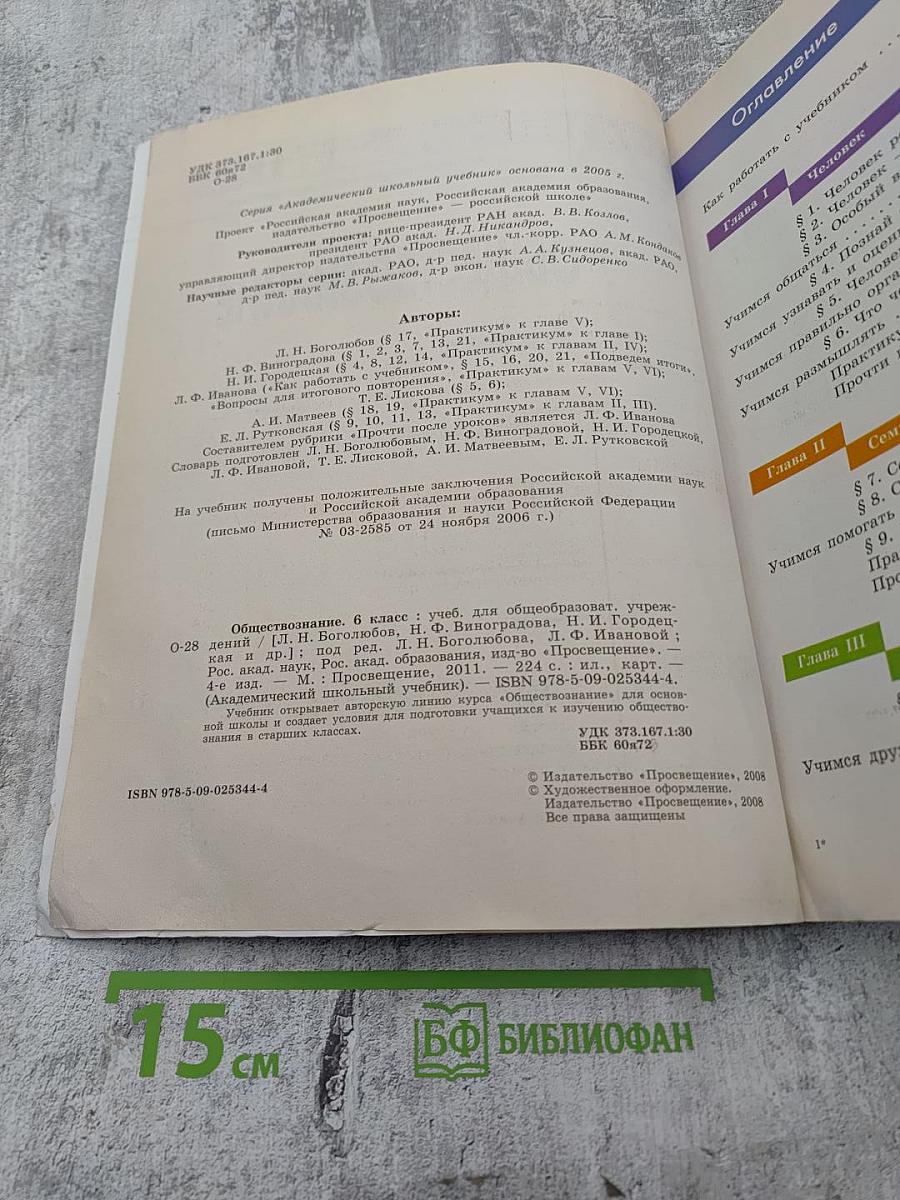 УДК 373.167.1:30
ББК 60я72
О-28
Серия «Академический школьный учебник» основана в 2005 г.
Проект «Российская академия наук, Российская академия образования,
издательство «Просвещение» — российской школе»
Руководители проекта: вице-президент РАН акад. В. В. Козлов,
президент РАО акад. Н. Д. Никандров,
управляющий директор издательства «Просвещение» чл.-корр. РАО А. М. Кондаков
Научные редакторы серии: акад. РАО, д-р пед. наук А. А. Кузнецов, акад. РАО,
д-р пед. наук М. В. Рыжаков, д-р экон. наук С. В. Сидоренко
Авторы:
Л. Н. Боголюбов (§ 17, «Практикум» к главе V);
Н. Ф. Виноградова (§ 1, 2, 3, 7, 13, 21, «Практикум» к главе I);
Н. И. Городецкая (§ 4, 8, 12, 14, «Практикум» к главам II, IV);
Л. Ф. Иванова («Как работать с учебником», § 15, 16, 20, 21, «Подведем итоги»,
«Вопросы для итогового повторения», «Практикум» к главам V, VI);
Т. Е. Лискова (§ 5, 6);
А. И. Матвеев (§ 18, 19, «Практикум» к главам V, VI);
Е. Л. Рутковская (§ 9, 10, 11, 13, «Практикум» к главам II, III).
Составителем рубрики «Прочти после уроков» является Л. Ф. Иванова
Словарь подготовлен Л. Н. Боголюбовым, Н. Ф. Виноградовой, Н. И. Городецкой,
Л. Ф. Ивановой, Т. Е. Лисковой, А. И. Матвеевым, Е. Л. Рутковской
На учебник получены положительные заключения Российской академии наук
и Российской академии образования
(письмо Министерства образования и науки Российской Федерации
№ 03-2585 от 24 ноября 2006 г.)
Обществознание. 6 класс : учеб. для общеобразоват. учреж-
О-28 дений / [Л. Н. Боголюбов, Н. Ф. Виноградова, Н. И. Городец-
кая и др.] ; под ред. Л. Н. Боголюбова, Л. Ф. Ивановой ;
Рос. акад. наук, Рос. акад. образования, изд-во «Просвещение». —
4-е изд. — М. : Просвещение, 2011. — 224 с. : ил., карт. —
(Академический школьный учебник). — ISBN 978-5-09-025344-4.
Учебник открывает авторскую линию курса «Обществознание» для основ-
ной школы и создает условия для подготовки учащихся к изучению общество-
знания в старших классах.
УДК 373.167.1:30
ББК 60я72
ISBN 978-5-09-025344-4
© Издательство «Просвещение», 2008
© Художественное оформление.
Издательство «Просвещение», 2008
Все права защищены
Оглавление
Как работать с учебником . . .
Глава I Человек
§ 1. Человек
§ 2. Человек
§ 3. Особый
Учимся общаться . . . . .
§ 4. Познай
Учимся узнавать и
§ 5.
Учимся правильно
§ 6. Что
Учимся размышлять .
Прочти
Глава II
§ 7.
§ 8.
Учимся помогать
§ 9.
Глава III
Учимся
1*
15 см
БФ БИБЛИОФАН